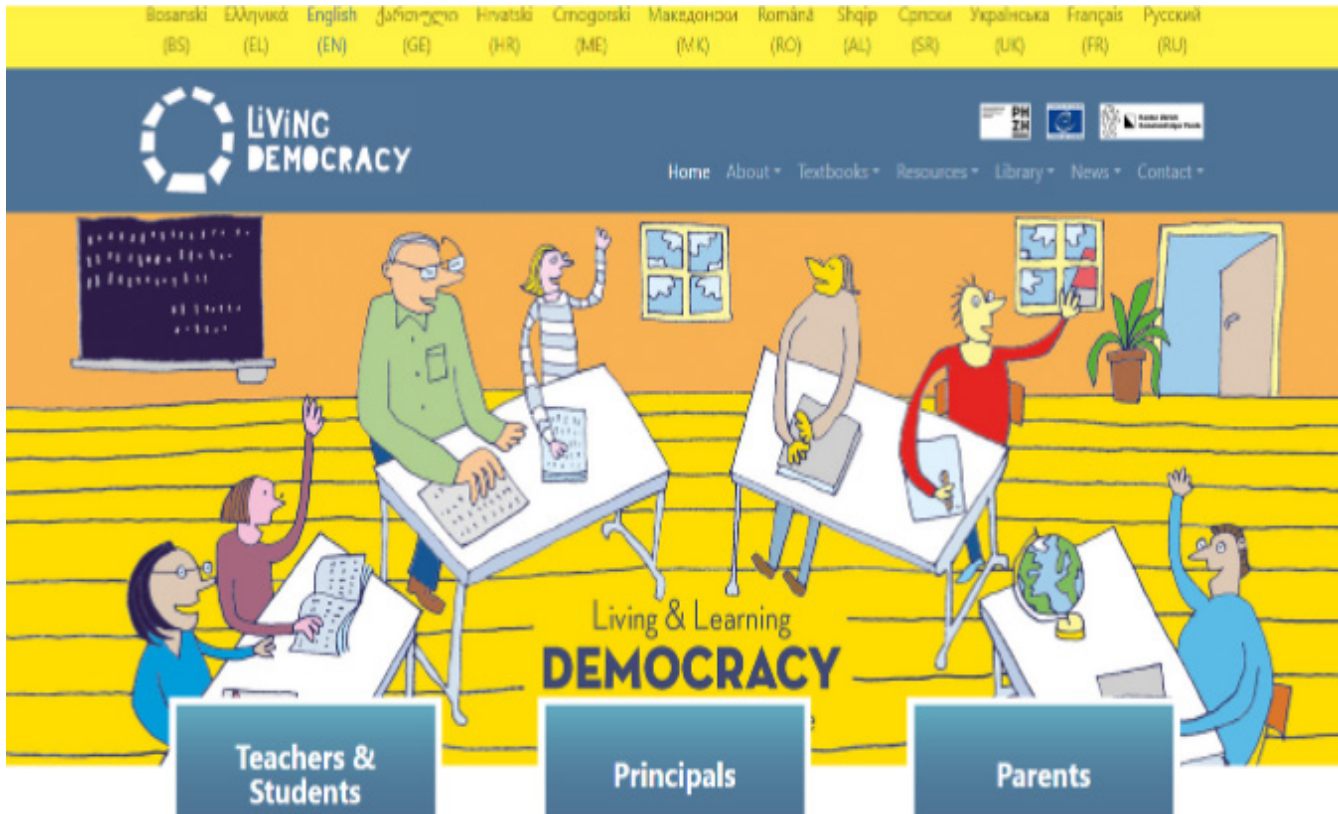 Bosanski Ελληνικά English ქართული Hrvatski Crnogorski Македонски Română Shqip Српски Українська Français Русский
(BS) (EL) (EN) (GE) (HR) (ME) (MK) (RO) (AL) (SR) (UK) (FR) (RU)
LiViNG
DEMOCRACY
PH
ZH
Home About Textbooks Resources Library News Contact
Living & Learning
DEMOCRACY
Teachers &
Students
Principals
Parents